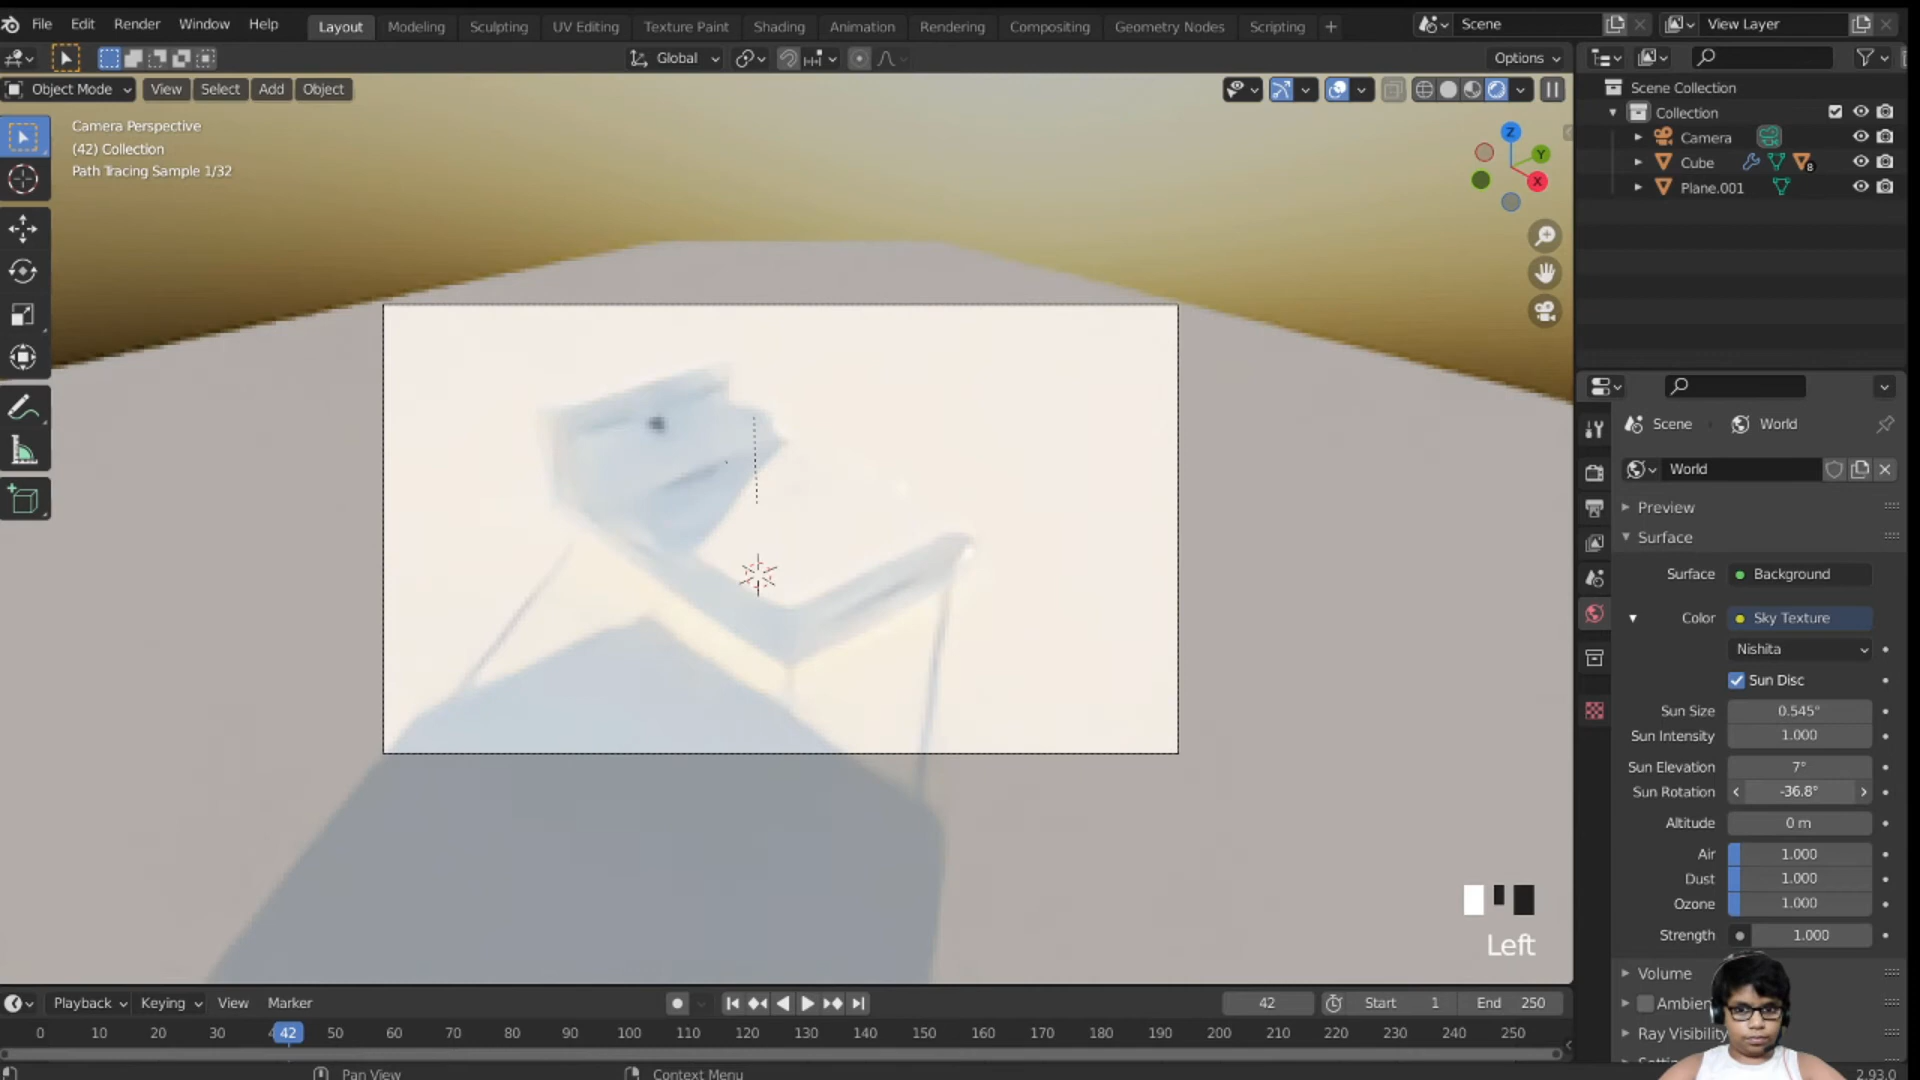 File Edit Render Window Help Layout Modeling Sculpting UV Editing Texture Paint Shading Animation Rendering Compositing Geometry Nodes Scripting + Scene View Layer
Global Options
Object Mode View Select Add Object
Scene Collection
Collection
Camera
Cube 8
Plane.001
Camera Perspective
(42) Collection
Path Tracing Sample 1/32
Z
Y
X
Scene World
World
Preview
Surface
Surface Background
Color Sky Texture
Nishita
Sun Disc
Sun Size 0.545°
Sun Intensity 1.000
Sun Elevation 7°
Sun Rotation -36.8°
Altitude 0 m
Air 1.000
Dust 1.000
Ozone 1.000
Strength 1.000
Volume
Ray Visibility
Left
Playback Keying View Marker 42 Start 1 End 250
0 10 20 30 42 50 60 70 80 90 100 110 120 130 140 150 160 170 180 190 200 210 220 230 240 250
Pan View Context Menu 2.93.0